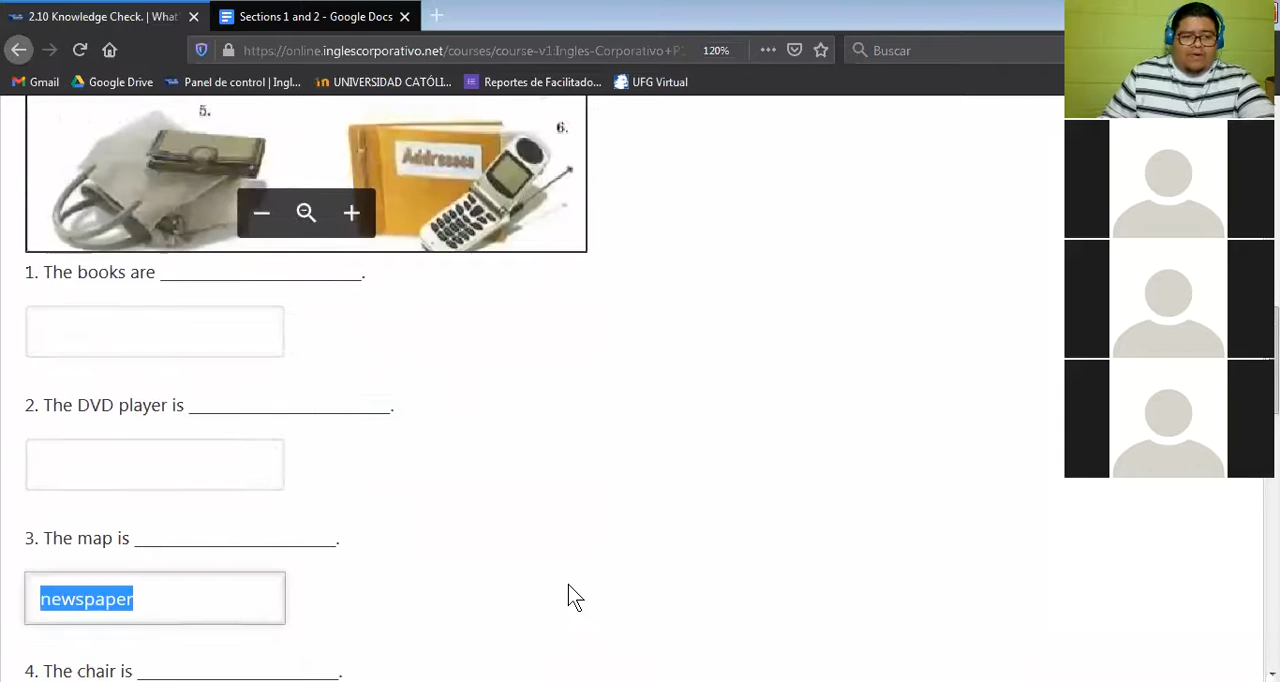 2.10 Knowledge Check. | What'
Sections 1 and 2 - Google Docs
https://online.inglescorporativo.net/courses/course-v1:Ingles-Corporativo+P
120%
Buscar
Gmail
Google Drive
Panel de control | Ingl...
UNIVERSIDAD CATÓLI...
Reportes de Facilitado...
UFG Virtual
5.
6.
Addresses
1. The books are ____________________.
2. The DVD player is ____________________.
3. The map is ____________________.
newspaper
4. The chair is ____________________.